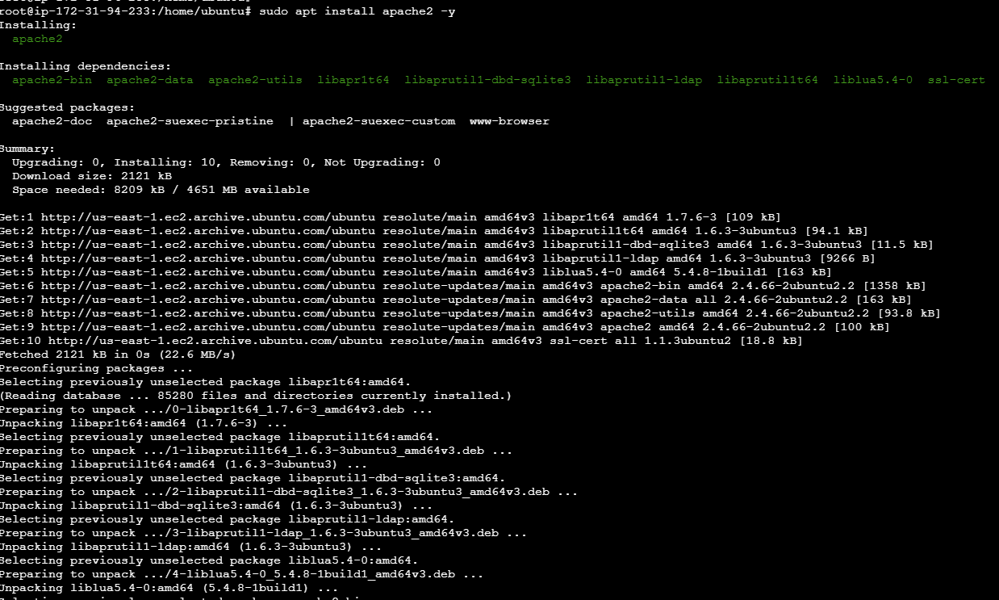 root@ip-172-31-94-233:/home/ubuntu# sudo apt install apache2 -y
Installing:
  apache2

Installing dependencies:
  apache2-bin  apache2-data  apache2-utils  libapr1t64  libaprutil1-dbd-sqlite3  libaprutil1-ldap  libaprutil1t64  liblua5.4-0  ssl-cert

Suggested packages:
  apache2-doc  apache2-suexec-pristine  | apache2-suexec-custom  www-browser

Summary:
  Upgrading: 0, Installing: 10, Removing: 0, Not Upgrading: 0
  Download size: 2121 kB
  Space needed: 8209 kB / 4651 MB available

Get:1 http://us-east-1.ec2.archive.ubuntu.com/ubuntu resolute/main amd64v3 libapr1t64 amd64 1.7.6-3 [109 kB]
Get:2 http://us-east-1.ec2.archive.ubuntu.com/ubuntu resolute/main amd64v3 libaprutil1t64 amd64 1.6.3-3ubuntu3 [94.1 kB]
Get:3 http://us-east-1.ec2.archive.ubuntu.com/ubuntu resolute/main amd64v3 libaprutil1-dbd-sqlite3 amd64 1.6.3-3ubuntu3 [11.5 kB]
Get:4 http://us-east-1.ec2.archive.ubuntu.com/ubuntu resolute/main amd64v3 libaprutil1-ldap amd64 1.6.3-3ubuntu3 [9266 B]
Get:5 http://us-east-1.ec2.archive.ubuntu.com/ubuntu resolute/main amd64v3 liblua5.4-0 amd64 5.4.8-1build1 [163 kB]
Get:6 http://us-east-1.ec2.archive.ubuntu.com/ubuntu resolute-updates/main amd64v3 apache2-bin amd64 2.4.66-2ubuntu2.2 [1358 kB]
Get:7 http://us-east-1.ec2.archive.ubuntu.com/ubuntu resolute-updates/main amd64v3 apache2-data all 2.4.66-2ubuntu2.2 [163 kB]
Get:8 http://us-east-1.ec2.archive.ubuntu.com/ubuntu resolute-updates/main amd64v3 apache2-utils amd64 2.4.66-2ubuntu2.2 [93.8 kB]
Get:9 http://us-east-1.ec2.archive.ubuntu.com/ubuntu resolute-updates/main amd64v3 apache2 amd64 2.4.66-2ubuntu2.2 [100 kB]
Get:10 http://us-east-1.ec2.archive.ubuntu.com/ubuntu resolute/main amd64v3 ssl-cert all 1.1.3ubuntu2 [18.8 kB]
Fetched 2121 kB in 0s (22.6 MB/s)
Preconfiguring packages ...
Selecting previously unselected package libapr1t64:amd64.
(Reading database ... 85280 files and directories currently installed.)
Preparing to unpack .../0-libapr1t64_1.7.6-3_amd64v3.deb ...
Unpacking libapr1t64:amd64 (1.7.6-3) ...
Selecting previously unselected package libaprutil1t64:amd64.
Preparing to unpack .../1-libaprutil1t64_1.6.3-3ubuntu3_amd64v3.deb ...
Unpacking libaprutil1t64:amd64 (1.6.3-3ubuntu3) ...
Selecting previously unselected package libaprutil1-dbd-sqlite3:amd64.
Preparing to unpack .../2-libaprutil1-dbd-sqlite3_1.6.3-3ubuntu3_amd64v3.deb ...
Unpacking libaprutil1-dbd-sqlite3:amd64 (1.6.3-3ubuntu3) ...
Selecting previously unselected package libaprutil1-ldap:amd64.
Preparing to unpack .../3-libaprutil1-ldap_1.6.3-3ubuntu3_amd64v3.deb ...
Unpacking libaprutil1-ldap:amd64 (1.6.3-3ubuntu3) ...
Selecting previously unselected package liblua5.4-0:amd64.
Preparing to unpack .../4-liblua5.4-0_5.4.8-1build1_amd64v3.deb ...
Unpacking liblua5.4-0:amd64 (5.4.8-1build1) ...